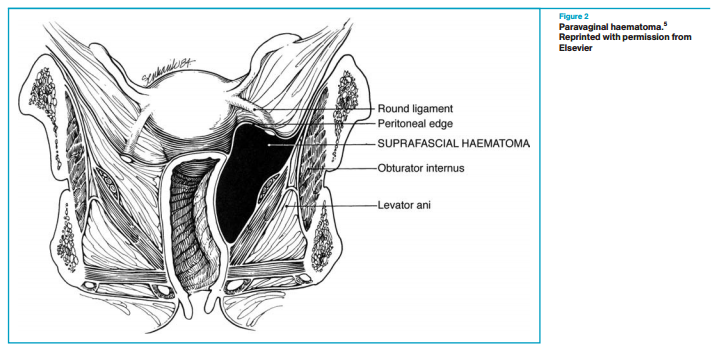 Figure 2
Paravaginal haematoma.⁵
Reprinted with permission from
Elsevier
Round ligament
Peritoneal edge
SUPRAFASCIAL HAEMATOMA
Obturator internus
Levator ani